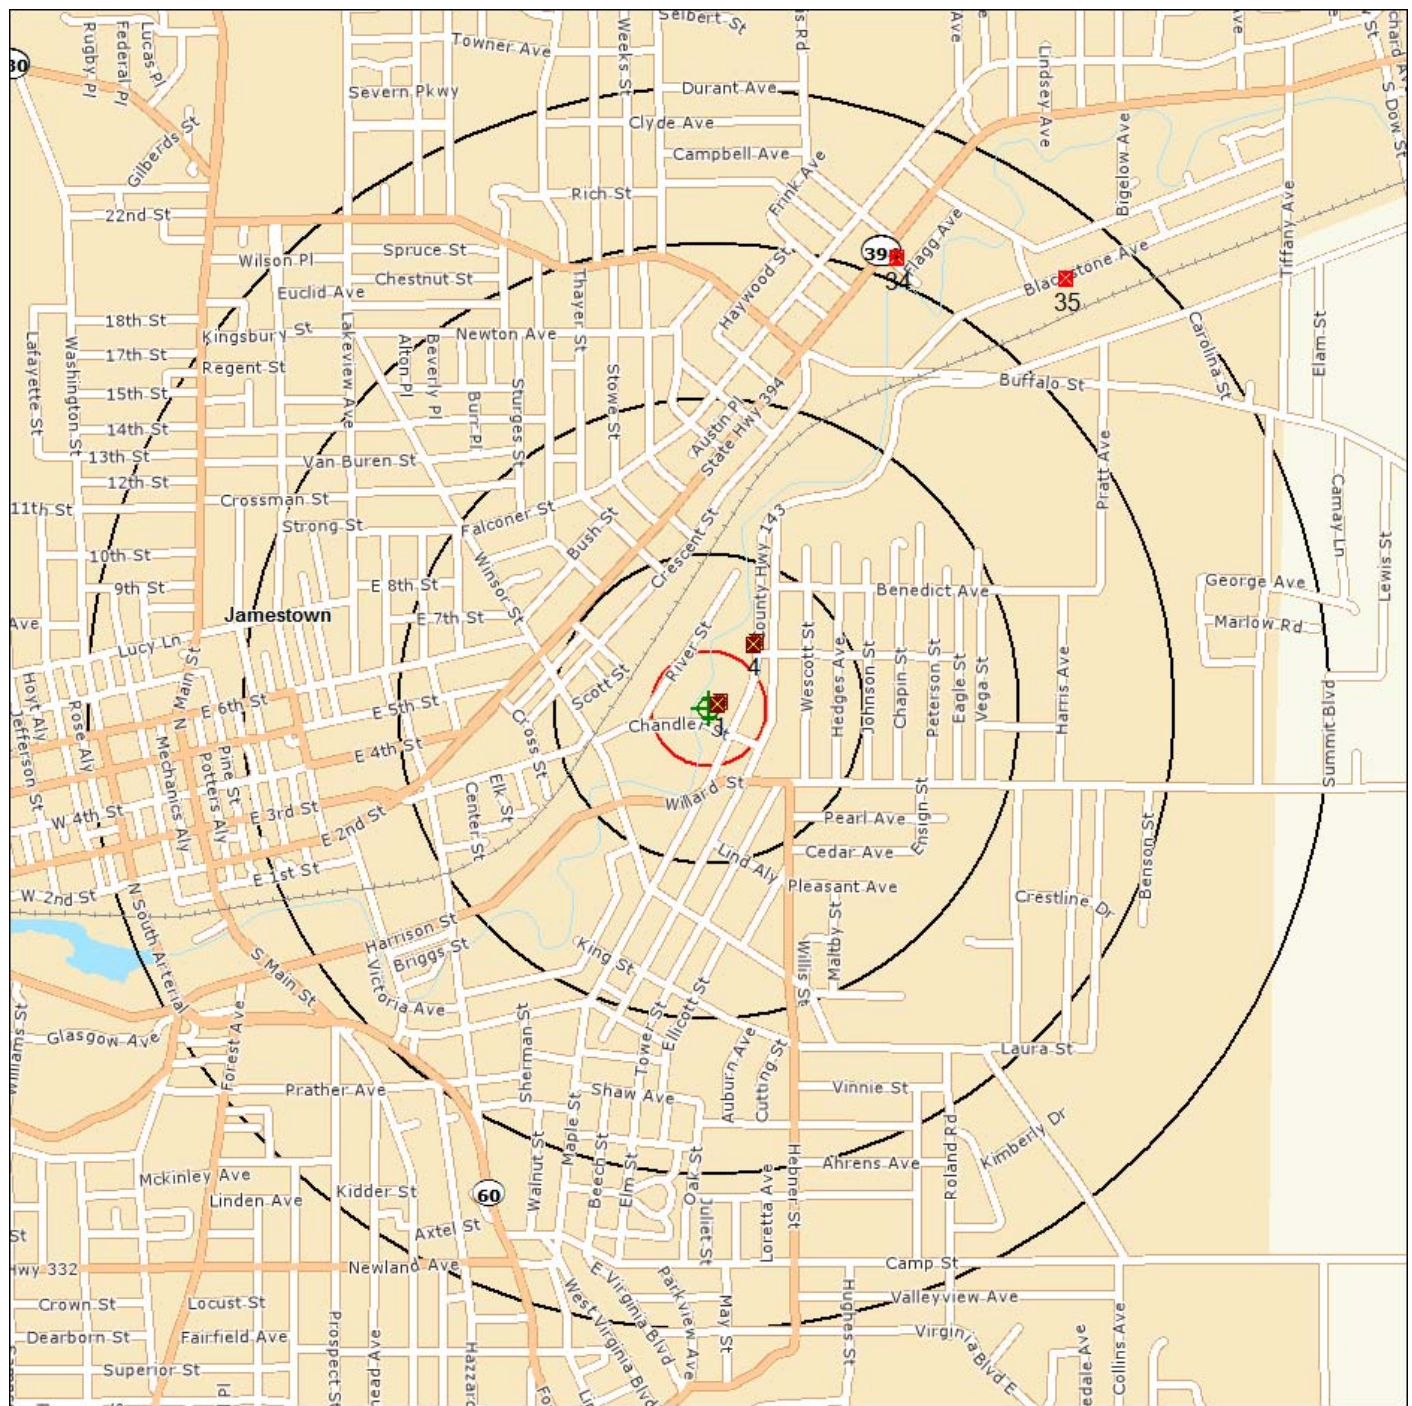 Rugby Pl
Federal Pl
Lucas Pl
Towner Ave
Weeks St
Seibert St
s Rd
Ave
Lindsey Ave
Ave
30
Severn Pkwy
Durant Ave
Clyde Ave
Campbell Ave
S Dow St
Gilberds St
Bigelow Ave
Rich St
Frink Ave
22nd St
Tiffany Ave
Spruce St
Wilson Pl
Haywood St
394
Flagg Ave
34
Blackstone Ave
35
Chestnut St
Euclid Ave
Thayer St
18th St
Kingsbury St
Newton Ave
Lafayette St
Washington St
17th St
Regent St
Lakeview Ave
Alton Pl
Beverly Pl
Carolina St
Elam St
15th St
Burr Pl
Sturges St
Stowe St
Buffalo St
Austin Pl
State Hwy 394
14th St
13th St
Van Buren St
Pratt Ave
12th St
11th St
Crossman St
Strong St
Falconer St
Bush St
Crescent St
County Hwy 143
Camay Ln
Lewis St
10th St
9th St
E 8th St
Winsor St
Benedict Ave
George Ave
Ave
Jamestown
E 7th St
Marlow Rd
Lucy Ln
River St
4
Wescott St
Hedges Ave
Johnson St
Chapin St
Peterson St
Eagle St
Vega St
Harris Ave
Hoyt Aly
Rose Aly
N Main St
E 6th St
E 5th St
Scott St
Chandler St
1
Summit Blvd
Jefferson St
Mechanics Aly
Potters Aly
Pine St
E 4th St
Cross St
W 4th St
E 3rd St
E 2nd St
Center St
Elk St
Willard St
Pearl Ave
Ensign St
Benson St
E 1st St
Lind Aly
Cedar Ave
W 2nd St
Pleasant Ave
Crestline Dr
N South Arterial
Harrison St
Briggs St
King St
Willis St
Maltby St
S Main St
Victoria Ave
Williams St
Glasgow Ave
Forest Ave
Sherman St
Tower St
Ellicott St
Auburn Ave
Cutting St
Laura St
Prather Ave
Shaw Ave
Vinnie St
Maple St
Roland Rd
Kimberly Dr
Mckinley Ave
Linden Ave
Kidder St
60
Walnut St
Beech St
Elm St
Oak St
Juliet St
Loretta Ave
Hebner St
Ahrens Ave
St
Axtel St
Hwy 332
Newland Ave
Camp St
Crown St
Locust St
E Virginia Blvd
West Virginia Blvd
Parkview Ave
May St
Hughes St
Valleyview Ave
Dearborn St
Fairfield Ave
Prospect St
Virginia Blvd E
Collins Ave
Superior St
Pl